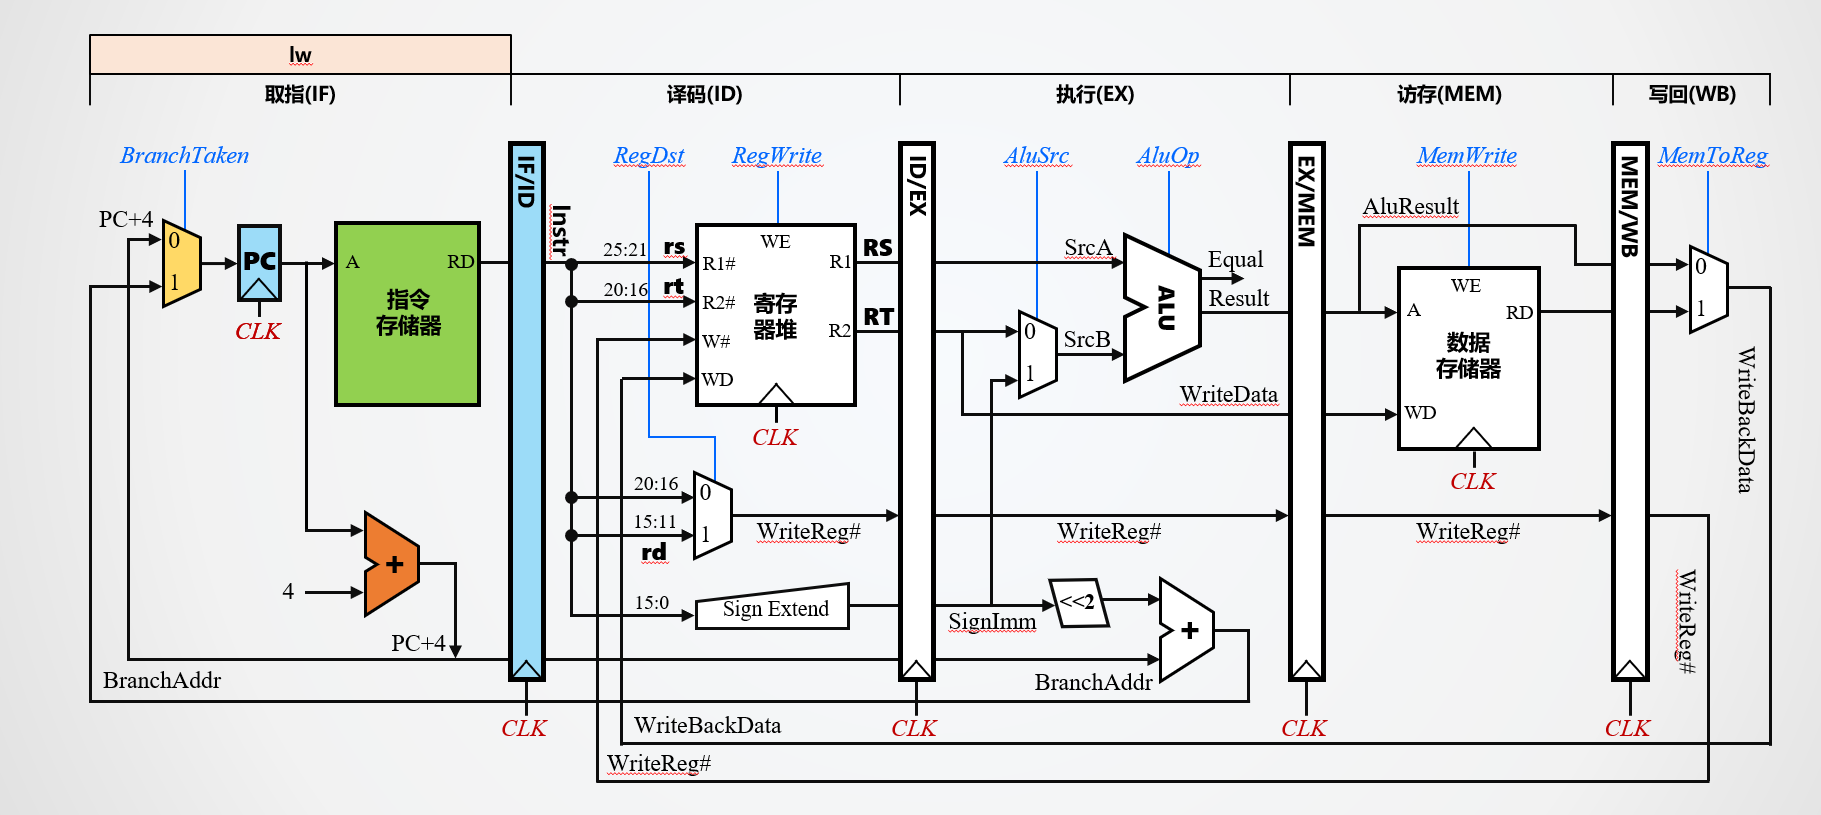 lw
取指(IF)
译码(ID)
执行(EX)
访存(MEM)
写回(WB)
BranchTaken
PC+4
0
1
PC
CLK
A
RD
指令
存储器
4
+
PC+4
BranchAddr
IF/ID
CLK
Instr
RegDst
RegWrite
25:21
rs
20:16
rt
WE
R1#
R1
R2#
寄存
器堆
R2
W#
WD
CLK
RS
RT
20:16
0
15:11
1
rd
WriteReg#
15:0
Sign Extend
WriteBackData
WriteReg#
ID/EX
CLK
AluSrc
AluOp
SrcA
0
1
SrcB
ALU
Equal
Result
WriteData
WriteReg#
SignImm
<<2
+
BranchAddr
EX/MEM
CLK
MemWrite
AluResult
WE
A
RD
数据
存储器
WD
CLK
WriteReg#
MEM/WB
CLK
MemToReg
0
1
WriteBackData
WriteReg#